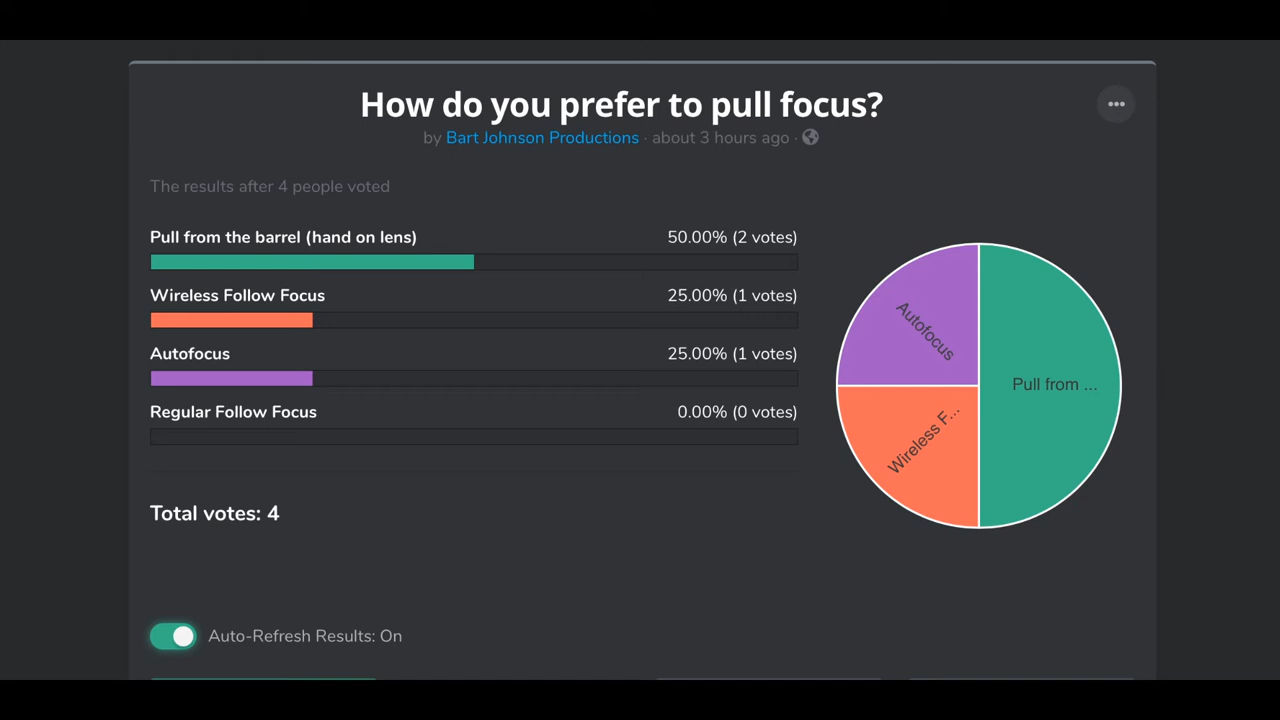 How do you prefer to pull focus?
by Bart Johnson Productions · about 3 hours ago ·
The results after 4 people voted
Pull from the barrel (hand on lens) 50.00% (2 votes)
Wireless Follow Focus 25.00% (1 votes)
Autofocus 25.00% (1 votes)
Regular Follow Focus 0.00% (0 votes)
Total votes: 4
Autofocus
Pull from ...
Wireless F...
Auto-Refresh Results: On